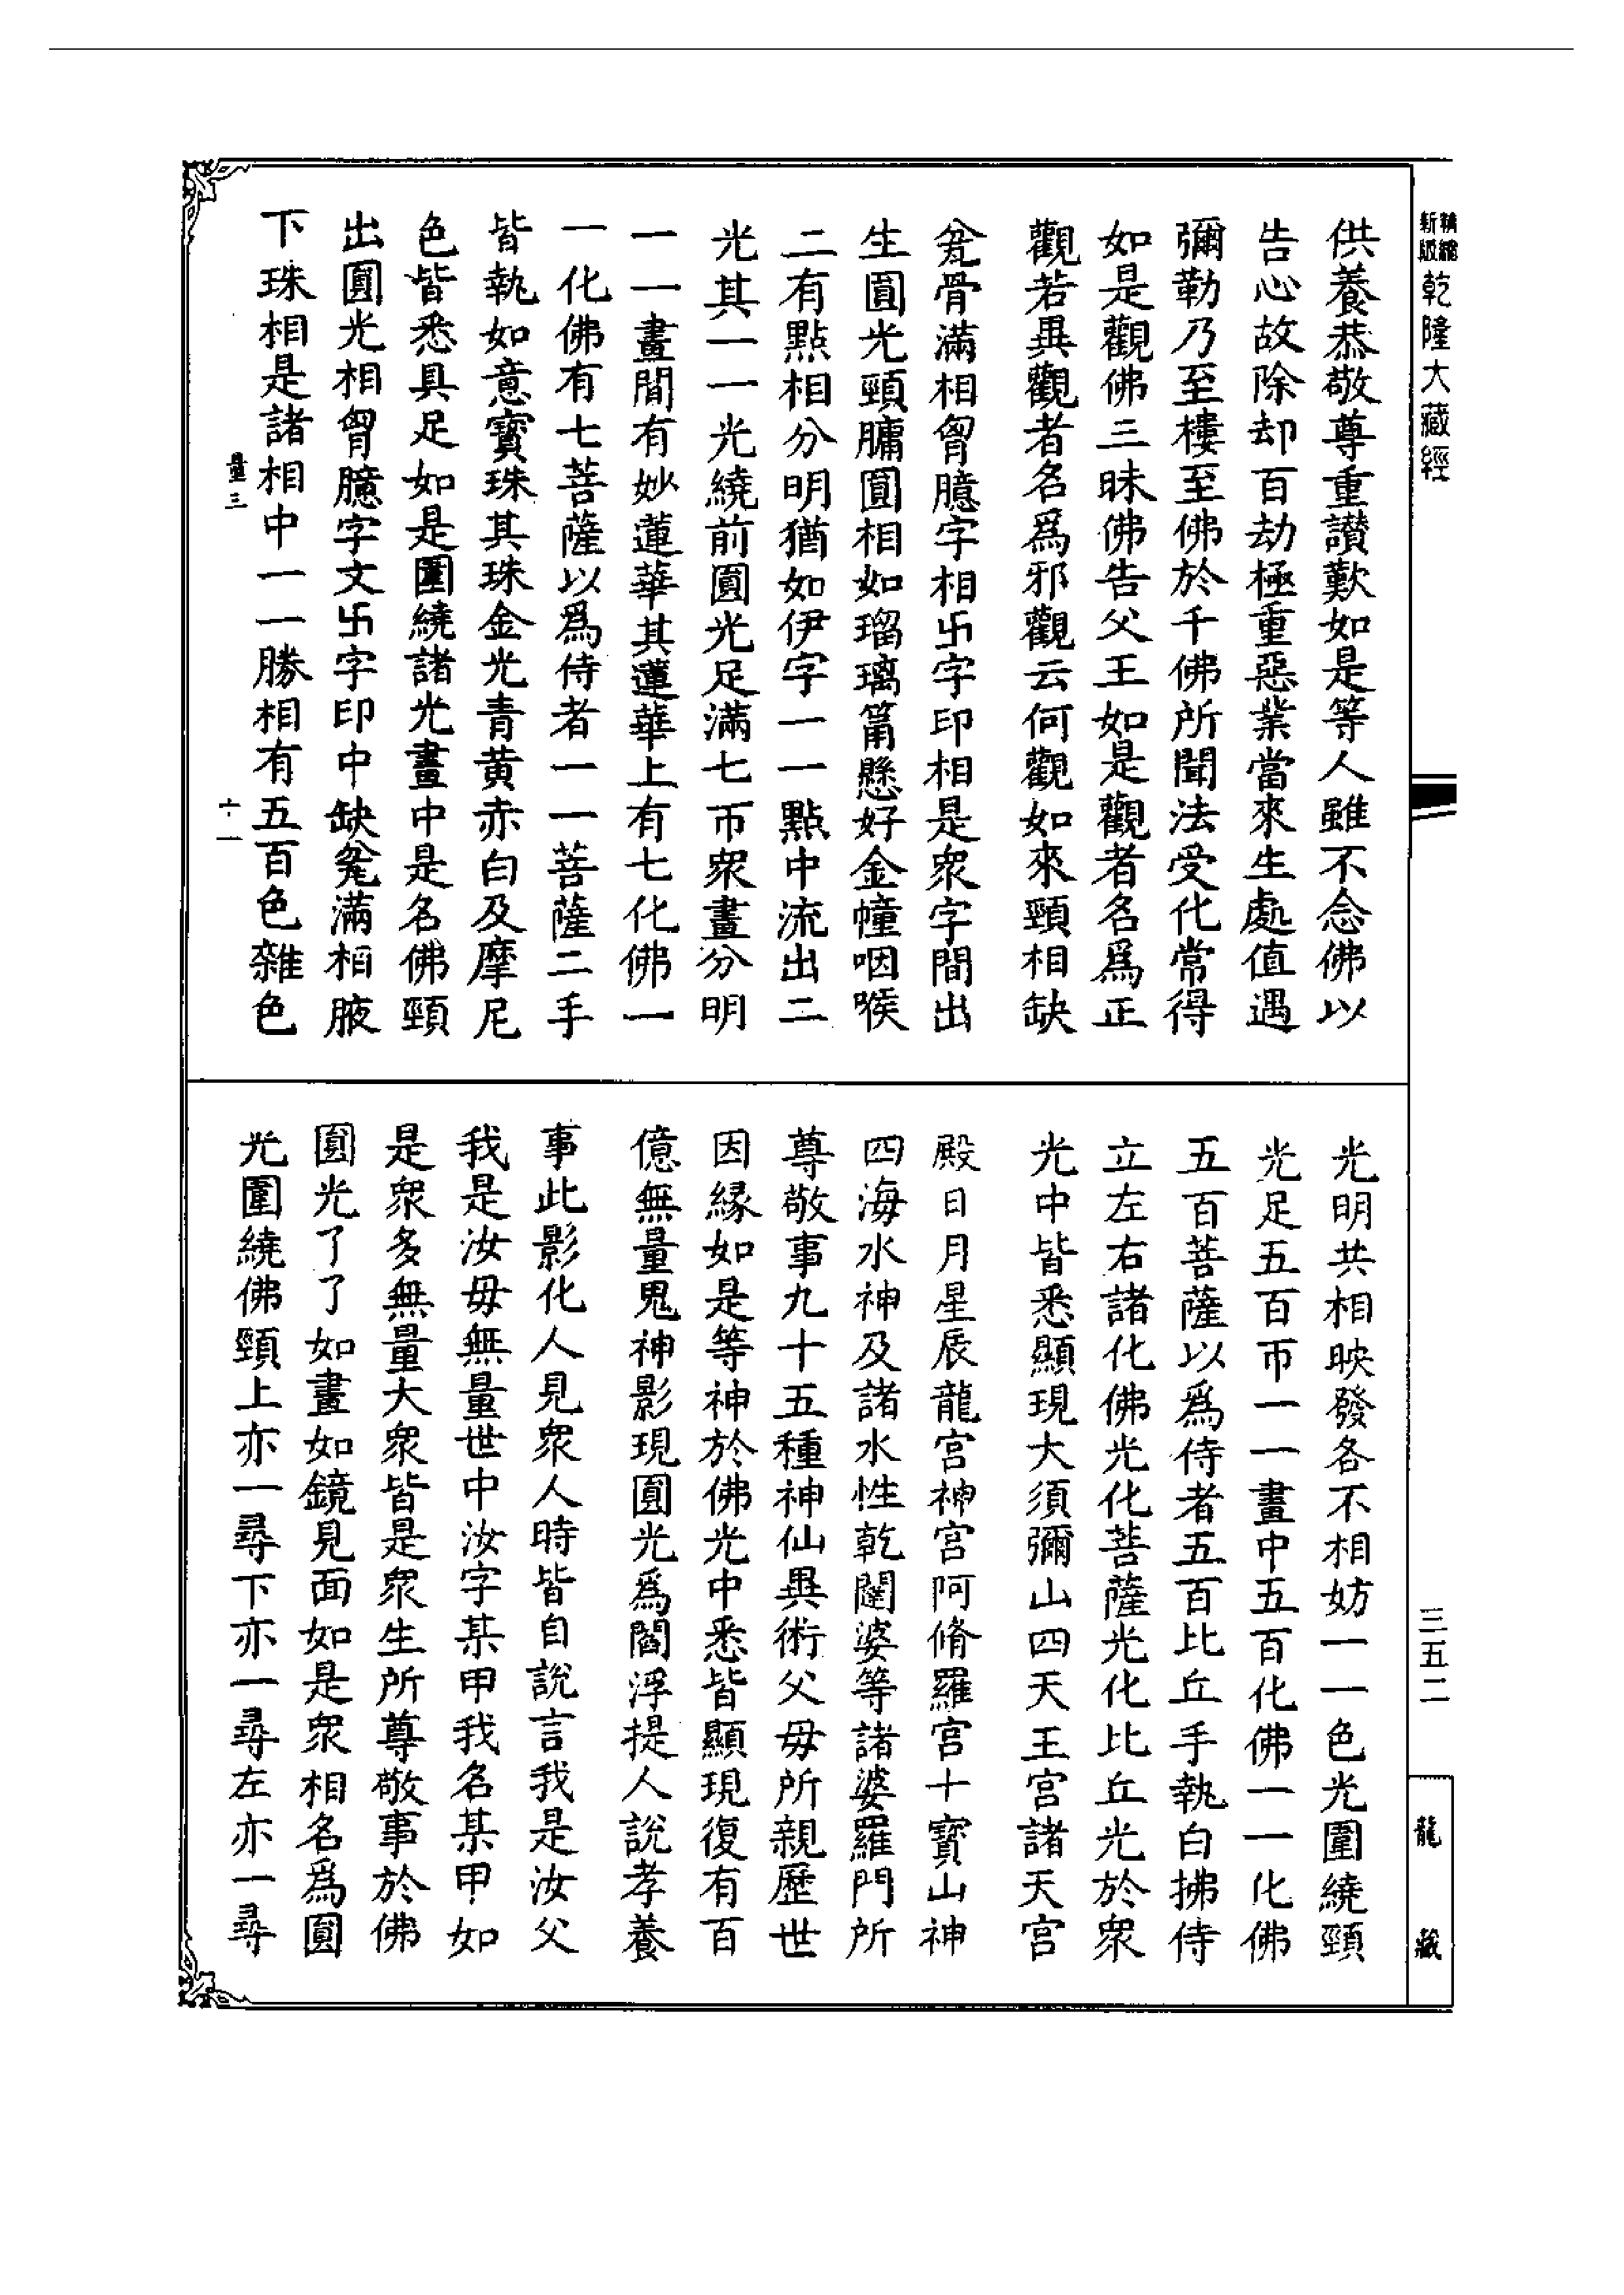 新版精縮乾隆大藏經
供養恭敬尊重讃歎如是等人雖不念佛以
告心故除却百劫極重惡業當來生處值遇
彌勒乃至樓至佛於千佛所聞法受化常得
如是觀佛三昧佛告父王如是觀者名爲正
觀若異觀者名爲邪觀云何觀如來頸相缺
瓫骨滿相胷臆字相卐字印相是衆字間出
生圓光頸𦟛圓相如瑠璃筩懸好金幢咽喉
二有點相分明猶如伊字一一點中流出二
光其一一光繞前圓光足滿七帀衆畫分明
一一畫間有妙蓮華其蓮華上有七化佛一
一化佛有七菩薩以爲侍者一一菩薩二手
皆執如意寳珠其珠金光青黄赤白及摩尼
色皆悉具足如是圍繞諸光畫中是名佛頸
出圓光相胷臆字文卐字印中缺瓫滿相腋
下珠相是諸相中一一勝相有五百色雜色
量三
十一
光明共相映發各不相妨一一色光圍繞頸
光足五百帀一一畫中五百化佛一一化佛
五百菩薩以爲侍者五百比丘手執白拂侍
立左右諸化佛光化菩薩光化比丘光於衆
光中皆悉顯現大須彌山四天王宫諸天宫
殿日月星辰龍宫神宫阿脩羅宫十寳山神
四海水神及諸水性乾闥婆等諸婆羅門所
尊敬事九十五種神仙異術父母所親歷世
因縁如是等神於佛光中悉皆顯現復有百
億無量鬼神影現圓光爲閻浮提人說孝養
事此影化人見衆人時皆自說言我是汝父
我是汝母無量世中汝字某甲我名某甲如
是衆多無量大衆皆是衆生所尊敬事於佛
圓光了了如畫如鏡見面如是衆相名爲圓
光圍繞佛頸上亦一尋下亦一尋左亦一尋
三五二
龍藏